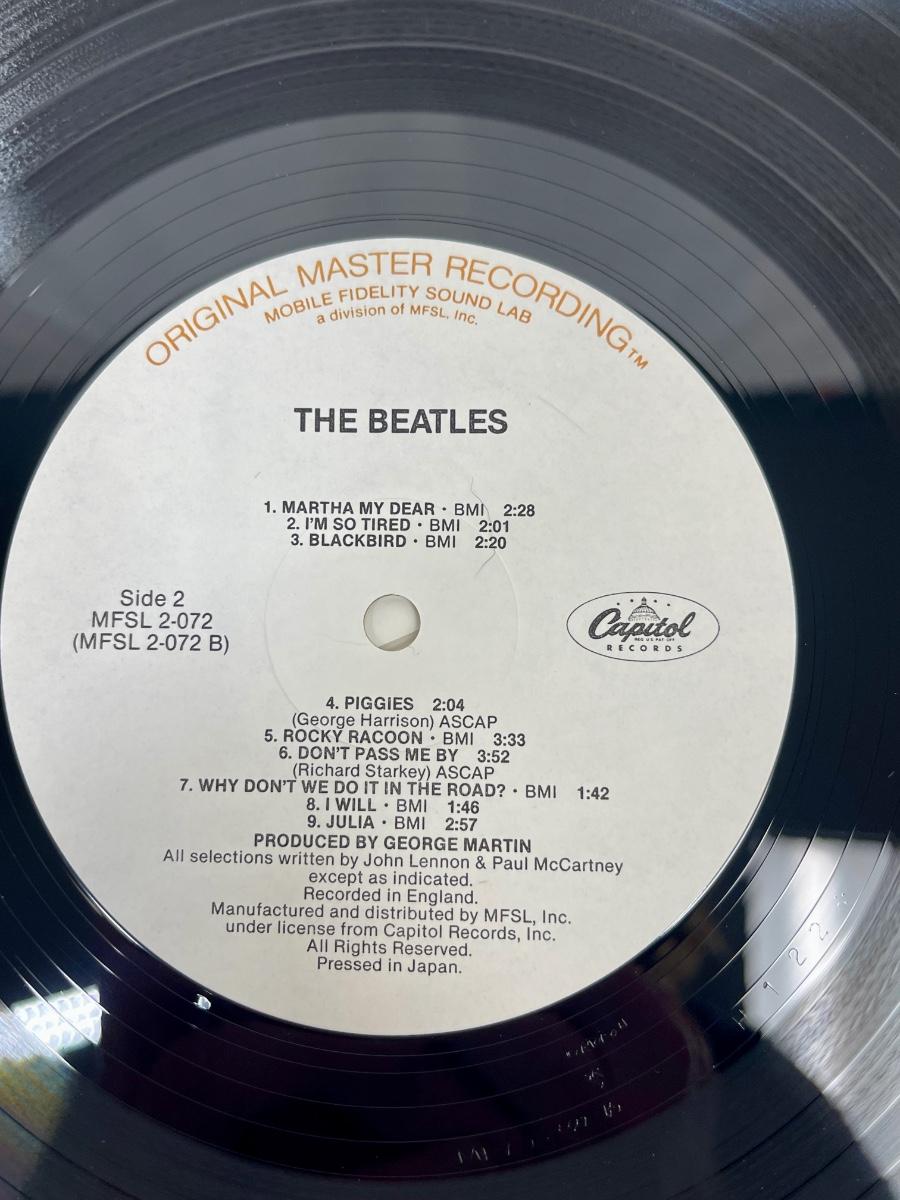 ORIGINAL MASTER RECORDING™
MOBILE FIDELITY SOUND LAB
a division of MFSL, Inc.
THE BEATLES
1. MARTHA MY DEAR · BMI 2:28
2. I'M SO TIRED · BMI 2:01
3. BLACKBIRD · BMI 2:20
Side 2
MFSL 2-072
(MFSL 2-072 B)
Capitol
REG. U.S. PAT. OFF.
RECORDS
4. PIGGIES 2:04
(George Harrison) ASCAP
5. ROCKY RACOON · BMI 3:33
6. DON'T PASS ME BY 3:52
(Richard Starkey) ASCAP
7. WHY DON'T WE DO IT IN THE ROAD? · BMI 1:42
8. I WILL · BMI 1:46
9. JULIA · BMI 2:57
PRODUCED BY GEORGE MARTIN
All selections written by John Lennon & Paul McCartney
except as indicated.
Recorded in England.
Manufactured and distributed by MFSL, Inc.
under license from Capitol Records, Inc.
All Rights Reserved.
Pressed in Japan.